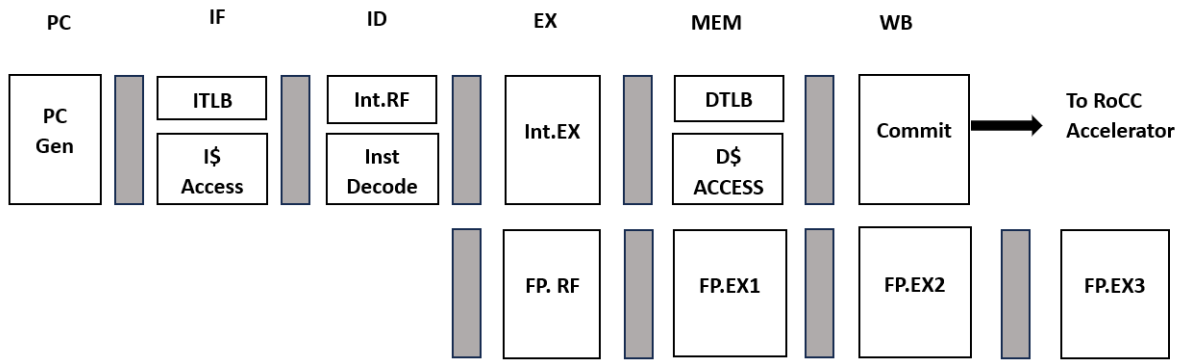 PC
IF
ID
EX
MEM
WB
PC
Gen
ITLB
I$
Access
Int.RF
Inst
Decode
Int.EX
DTLB
D$
ACCESS
Commit
To RoCC
Accelerator
FP. RF
FP.EX1
FP.EX2
FP.EX3